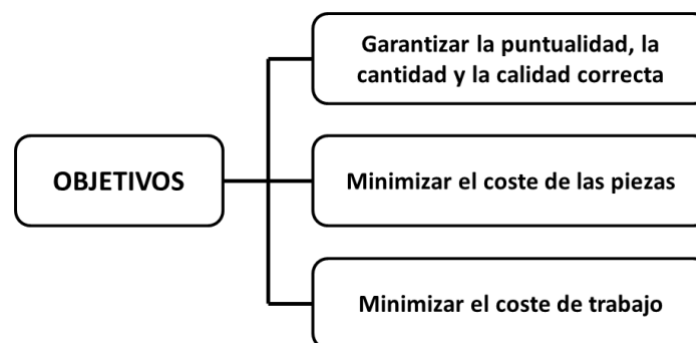 Garantizar la puntualidad, la
cantidad y la calidad correcta
OBJETIVOS
Minimizar el coste de las piezas
Minimizar el coste de trabajo